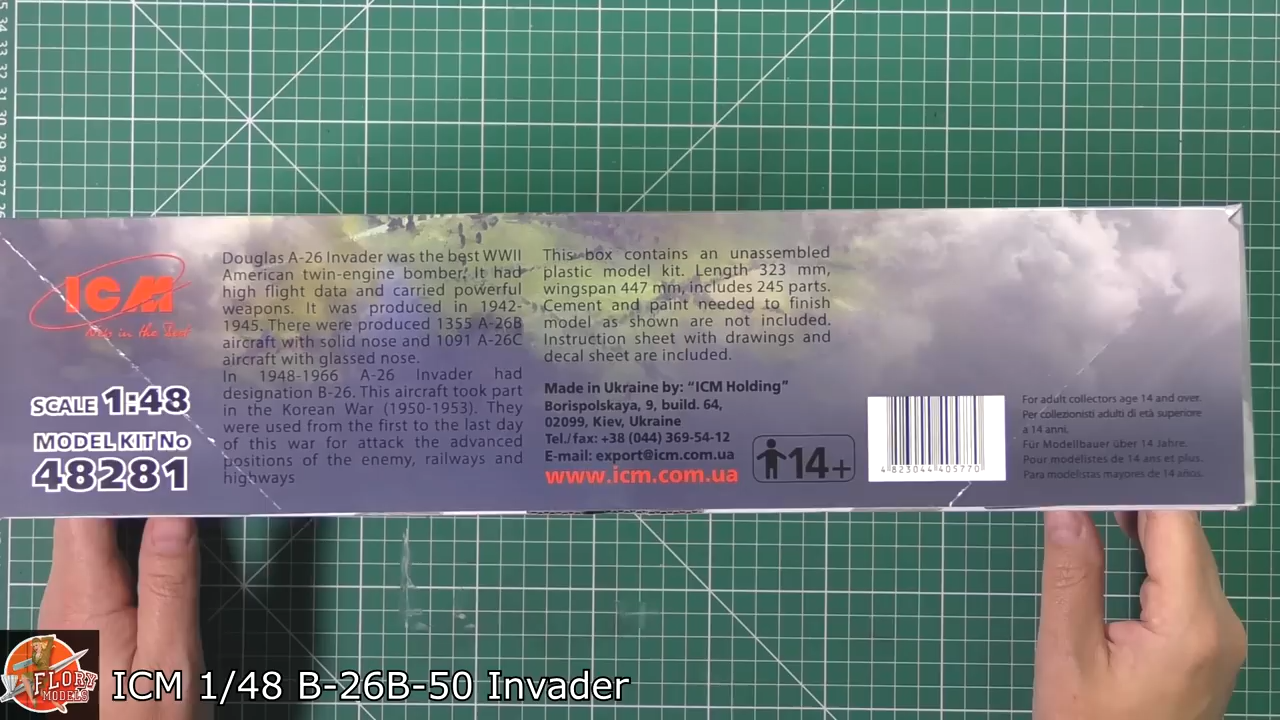 ICM
SCALE 1:48
MODEL KIT No
48281
Douglas A-26 Invader was the best WWII
American twin-engine bomber. It had
high flight data and carried powerful
weapons. It was produced in 1942-
1945. There were produced 1355 A-26B
aircraft with solid nose and 1091 A-26C
aircraft with glassed nose.
In 1948-1966 A-26 Invader had
designation B-26. This aircraft took part
in the Korean War (1950-1953). They
were used from the first to the last day
of this war for attack the advanced
positions of the enemy, railways and
highways
This box contains an unassembled
plastic model kit. Length 323 mm,
wingspan 447 mm, includes 245 parts.
Cement and paint needed to finish
model as shown are not included.
Instruction sheet with drawings and
decal sheet are included.
Made in Ukraine by: “ICM Holding”
Borispolskaya, 9, build. 64,
02099, Kiev, Ukraine
Tel./fax: +38 (044) 369-54-12
E-mail: export@icm.com.ua
www.icm.com.ua
14+
4 823044 405770
For adult collectors age 14 and over.
Per collezionisti adulti di età superiore
a 14 anni.
Für Modellbauer über 14 Jahre.
Pour modélistes de 14 ans et plus.
Para modelistas mayores de 14 años.
FLORY
MODELS
ICM 1/48 B-26B-50 Invader